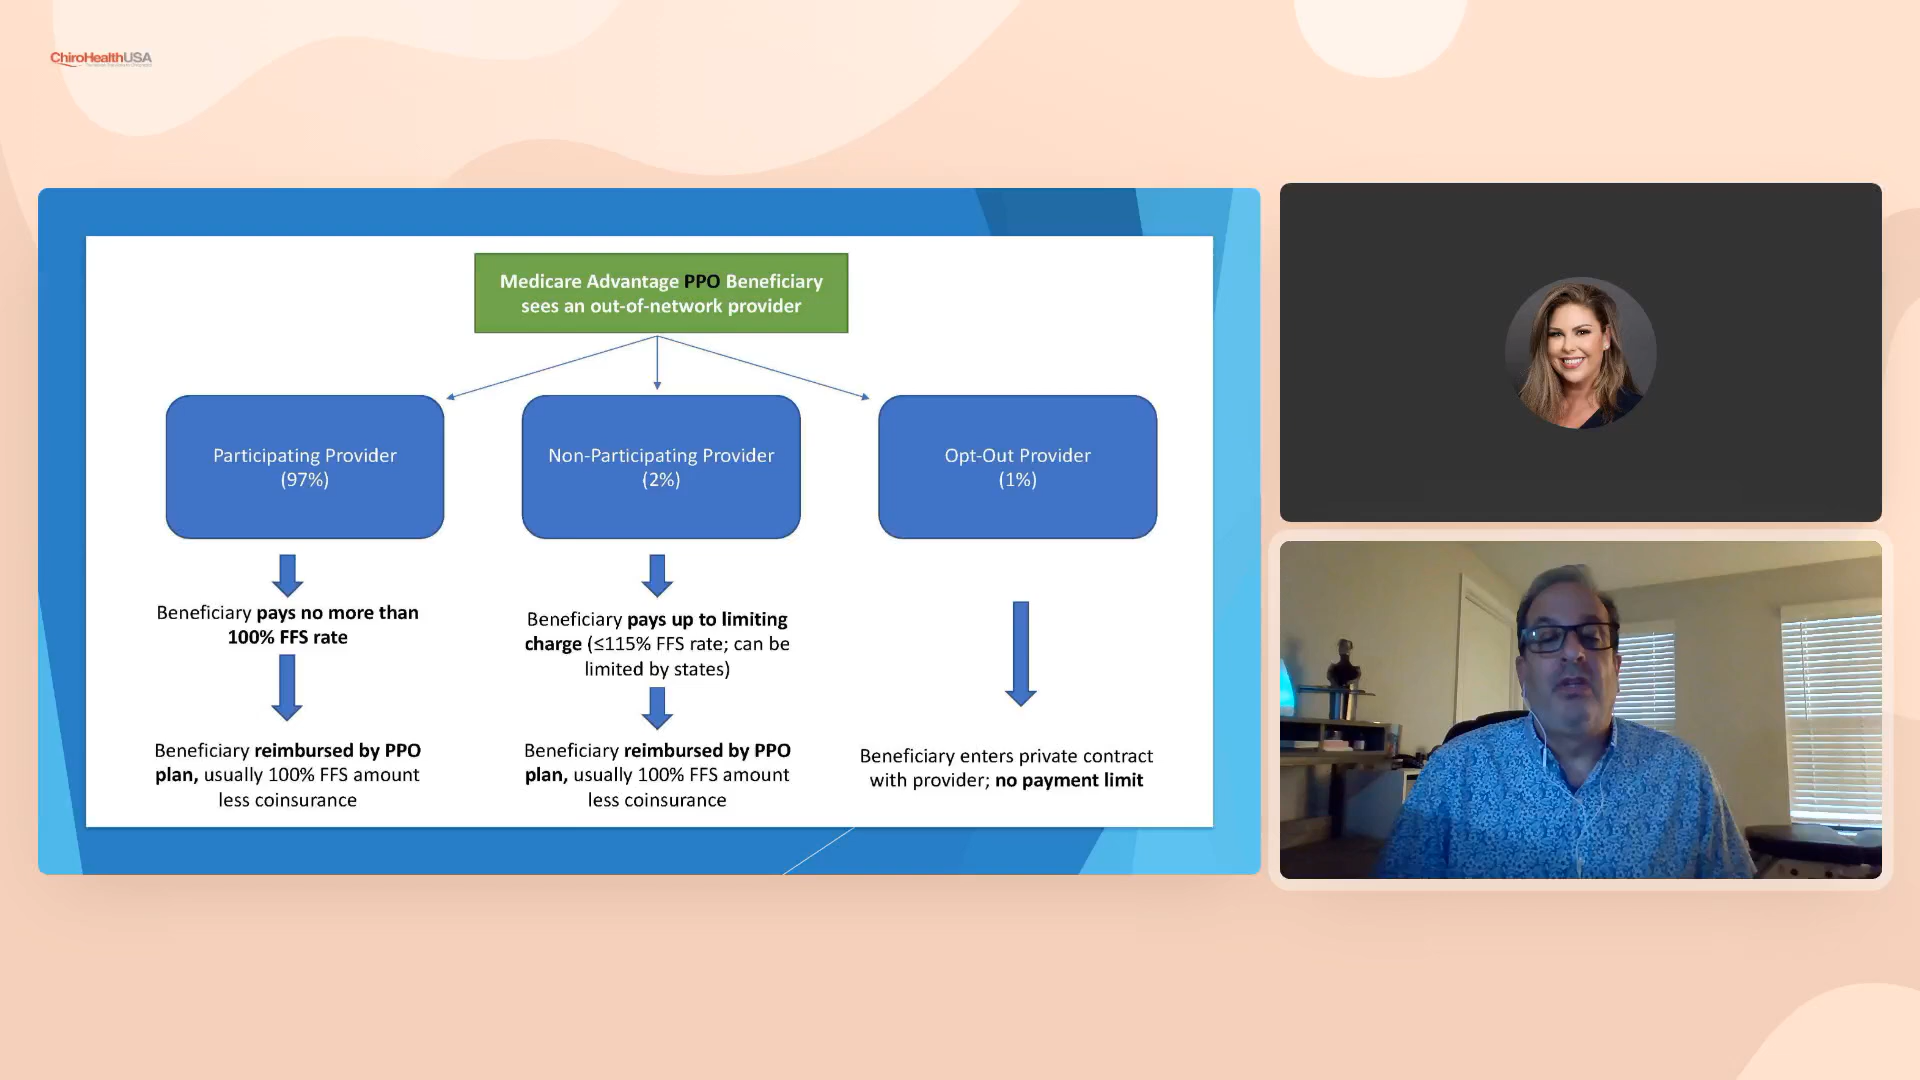 ChiroHealthUSA
Medicare Advantage PPO Beneficiary
sees an out-of-network provider
Participating Provider
(97%)
Non-Participating Provider
(2%)
Opt-Out Provider
(1%)
Beneficiary pays no more than
100% FFS rate
Beneficiary pays up to limiting
charge (≤115% FFS rate; can be
limited by states)
Beneficiary reimbursed by PPO
plan, usually 100% FFS amount
less coinsurance
Beneficiary reimbursed by PPO
plan, usually 100% FFS amount
less coinsurance
Beneficiary enters private contract
with provider; no payment limit